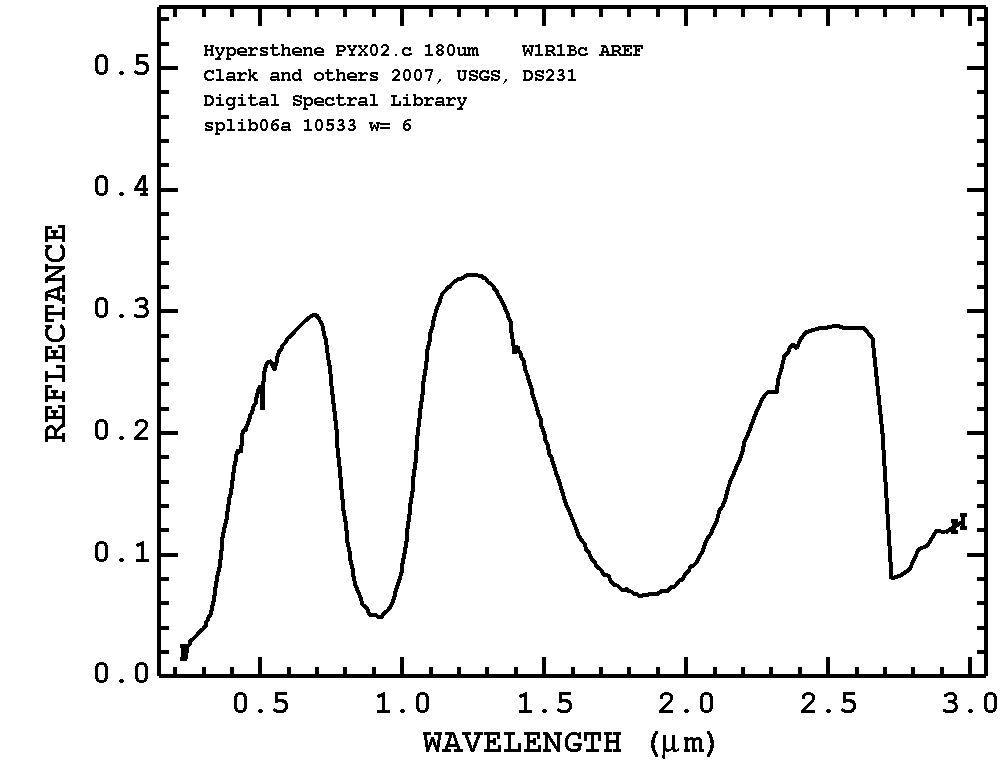 Hypersthene PYX02.c 180um W1R1Bc AREF
Clark and others 2007, USGS, DS231
Digital Spectral Library
splib06a 10533 w= 6
0.5
0.4
0.3
0.2
0.1
0.0
REFLECTANCE
0.5 1.0 1.5 2.0 2.5 3.0
WAVELENGTH (μm)